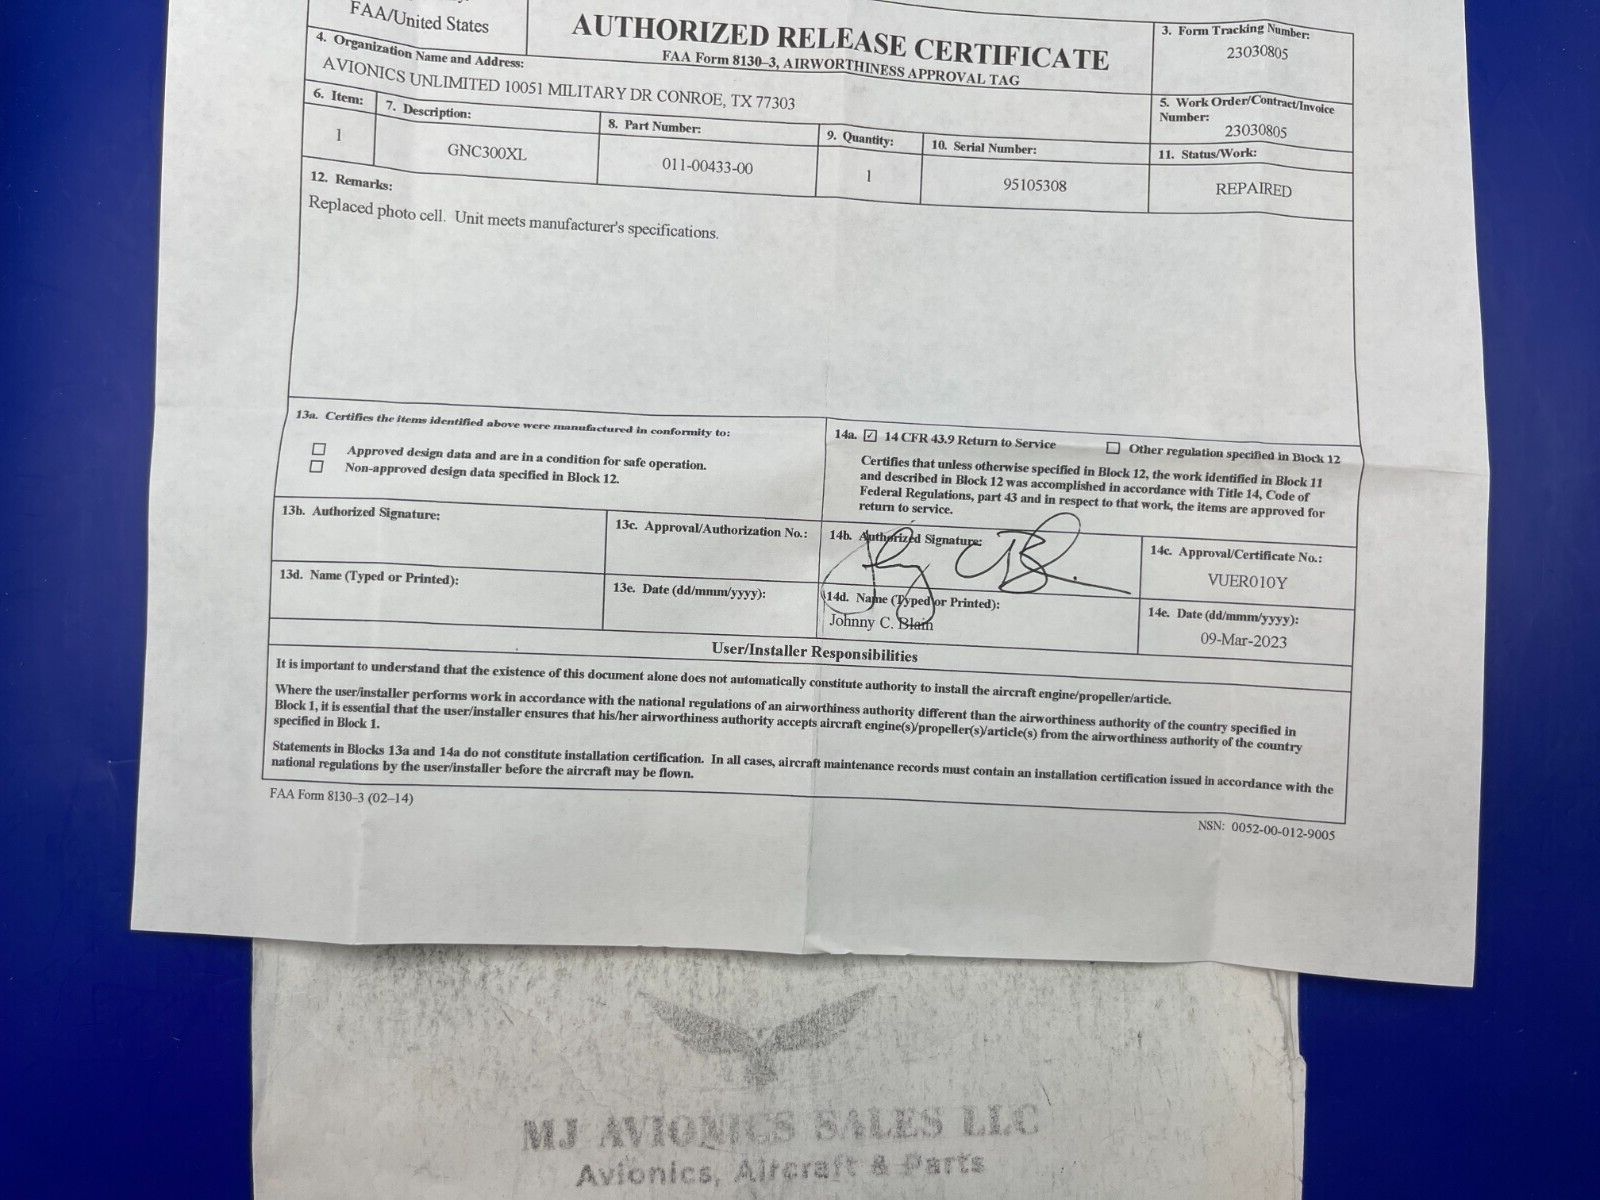 FAA/United States
AUTHORIZED RELEASE CERTIFICATE
FAA Form 8130–3, AIRWORTHINESS APPROVAL TAG
3. Form Tracking Number:
23030805
4. Organization Name and Address:
AVIONICS UNLIMITED 10051 MILITARY DR CONROE, TX 77303
5. Work Order/Contract/Invoice
Number:
23030805
6. Item:
7. Description:
8. Part Number:
9. Quantity:
10. Serial Number:
11. Status/Work:
1
GNC300XL
011-00433-00
1
95105308
REPAIRED
12. Remarks:
Replaced photo cell. Unit meets manufacturer's specifications.
13a. Certifies the items identified above were manufactured in conformity to:
Approved design data and are in a condition for safe operation.
Non-approved design data specified in Block 12.
14a. ☑ 14 CFR 43.9 Return to Service ☐ Other regulation specified in Block 12
Certifies that unless otherwise specified in Block 12, the work identified in Block 11
and described in Block 12 was accomplished in accordance with Title 14, Code of
Federal Regulations, part 43 and in respect to that work, the items are approved for
return to service.
13b. Authorized Signature:
13c. Approval/Authorization No.:
14b. Authorized Signature:
14c. Approval/Certificate No.:
VUER010Y
13d. Name (Typed or Printed):
13e. Date (dd/mmm/yyyy):
14d. Name (Typed or Printed):
Johnny C. Blain
14e. Date (dd/mmm/yyyy):
09-Mar-2023
User/Installer Responsibilities
It is important to understand that the existence of this document alone does not automatically constitute authority to install the aircraft engine/propeller/article.
Where the user/installer performs work in accordance with the national regulations of an airworthiness authority different than the airworthiness authority of the country specified in
Block 1, it is essential that the user/installer ensures that his/her airworthiness authority accepts aircraft engine(s)/propeller(s)/article(s) from the airworthiness authority of the country
specified in Block 1.
Statements in Blocks 13a and 14a do not constitute installation certification. In all cases, aircraft maintenance records must contain an installation certification issued in accordance with the
national regulations by the user/installer before the aircraft may be flown.
FAA Form 8130–3 (02–14)
NSN: 0052-00-012-9005
MJ AVIONICS SALES LLC
Avionics, Aircraft & Parts